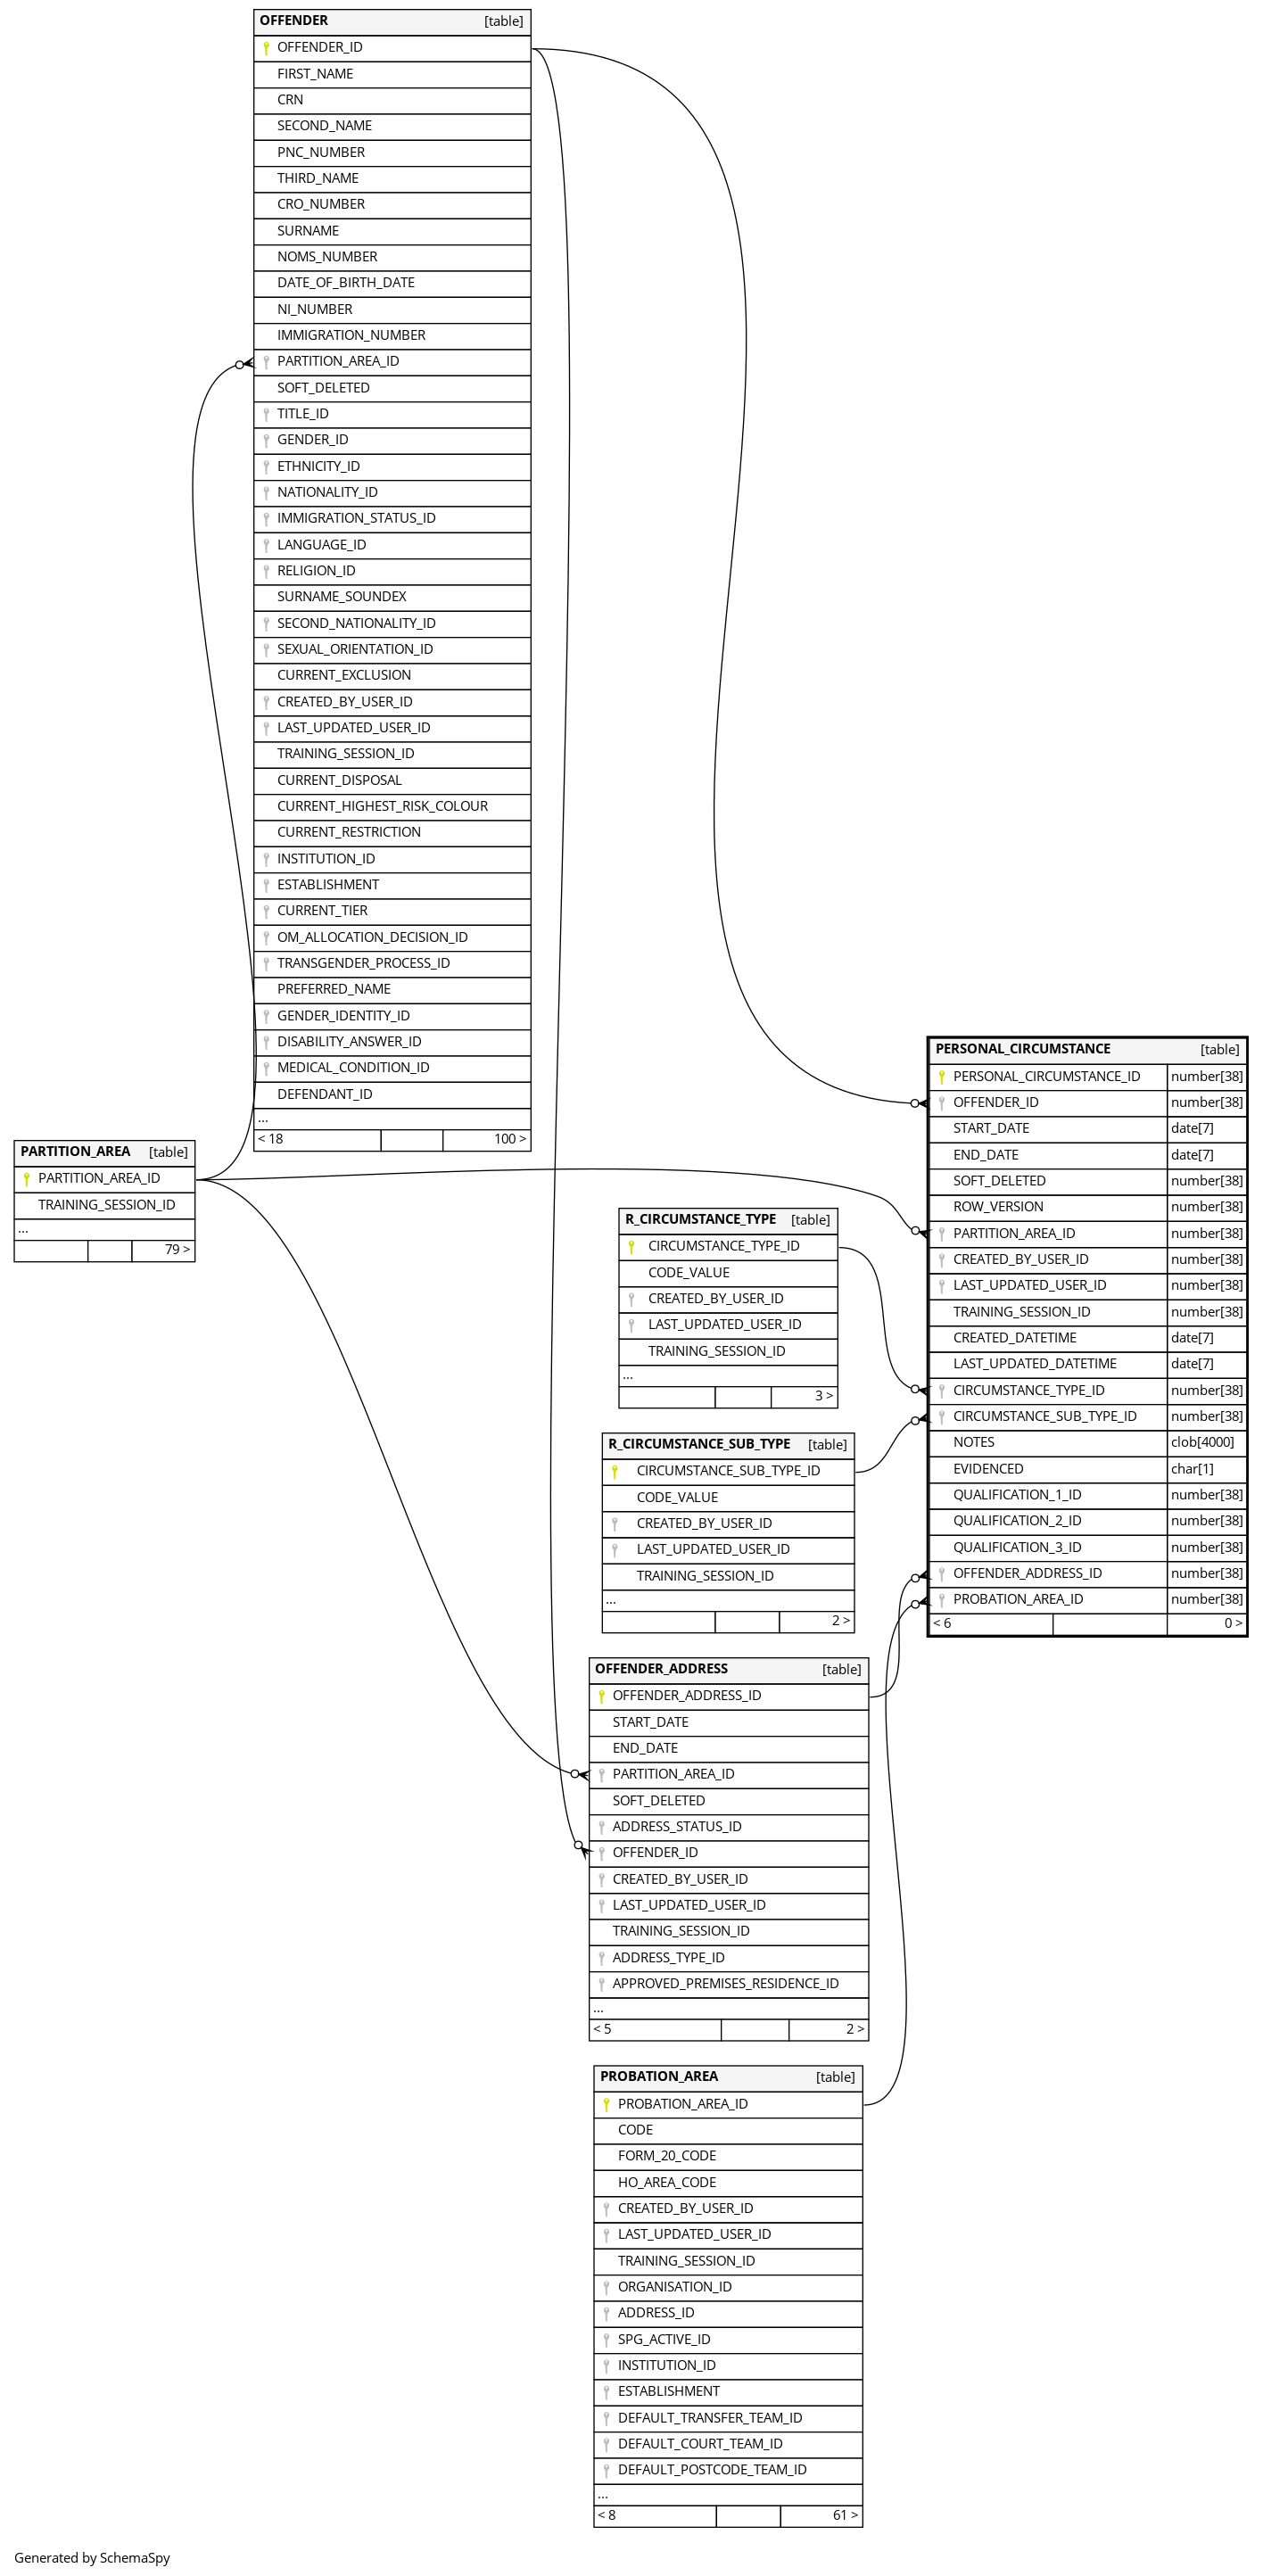 OFFENDER [table]
OFFENDER_ID
FIRST_NAME
CRN
SECOND_NAME
PNC_NUMBER
THIRD_NAME
CRO_NUMBER
SURNAME
NOMS_NUMBER
DATE_OF_BIRTH_DATE
NI_NUMBER
IMMIGRATION_NUMBER
PARTITION_AREA_ID
SOFT_DELETED
TITLE_ID
GENDER_ID
ETHNICITY_ID
NATIONALITY_ID
IMMIGRATION_STATUS_ID
LANGUAGE_ID
RELIGION_ID
SURNAME_SOUNDEX
SECOND_NATIONALITY_ID
SEXUAL_ORIENTATION_ID
CURRENT_EXCLUSION
CREATED_BY_USER_ID
LAST_UPDATED_USER_ID
TRAINING_SESSION_ID
CURRENT_DISPOSAL
CURRENT_HIGHEST_RISK_COLOUR
CURRENT_RESTRICTION
INSTITUTION_ID
ESTABLISHMENT
CURRENT_TIER
OM_ALLOCATION_DECISION_ID
TRANSGENDER_PROCESS_ID
PREFERRED_NAME
GENDER_IDENTITY_ID
DISABILITY_ANSWER_ID
MEDICAL_CONDITION_ID
DEFENDANT_ID
...
< 18 100 >
PARTITION_AREA [table]
PARTITION_AREA_ID
TRAINING_SESSION_ID
...
79 >
PERSONAL_CIRCUMSTANCE [table]
PERSONAL_CIRCUMSTANCE_ID number[38]
OFFENDER_ID number[38]
START_DATE date[7]
END_DATE date[7]
SOFT_DELETED number[38]
ROW_VERSION number[38]
PARTITION_AREA_ID number[38]
CREATED_BY_USER_ID number[38]
LAST_UPDATED_USER_ID number[38]
TRAINING_SESSION_ID number[38]
CREATED_DATETIME date[7]
LAST_UPDATED_DATETIME date[7]
CIRCUMSTANCE_TYPE_ID number[38]
CIRCUMSTANCE_SUB_TYPE_ID number[38]
NOTES clob[4000]
EVIDENCED char[1]
QUALIFICATION_1_ID number[38]
QUALIFICATION_2_ID number[38]
QUALIFICATION_3_ID number[38]
OFFENDER_ADDRESS_ID number[38]
PROBATION_AREA_ID number[38]
< 6 0 >
R_CIRCUMSTANCE_TYPE [table]
CIRCUMSTANCE_TYPE_ID
CODE_VALUE
CREATED_BY_USER_ID
LAST_UPDATED_USER_ID
TRAINING_SESSION_ID
...
3 >
R_CIRCUMSTANCE_SUB_TYPE [table]
CIRCUMSTANCE_SUB_TYPE_ID
CODE_VALUE
CREATED_BY_USER_ID
LAST_UPDATED_USER_ID
TRAINING_SESSION_ID
...
2 >
OFFENDER_ADDRESS [table]
OFFENDER_ADDRESS_ID
START_DATE
END_DATE
PARTITION_AREA_ID
SOFT_DELETED
ADDRESS_STATUS_ID
OFFENDER_ID
CREATED_BY_USER_ID
LAST_UPDATED_USER_ID
TRAINING_SESSION_ID
ADDRESS_TYPE_ID
APPROVED_PREMISES_RESIDENCE_ID
...
< 5 2 >
PROBATION_AREA [table]
PROBATION_AREA_ID
CODE
FORM_20_CODE
HO_AREA_CODE
CREATED_BY_USER_ID
LAST_UPDATED_USER_ID
TRAINING_SESSION_ID
ORGANISATION_ID
ADDRESS_ID
SPG_ACTIVE_ID
INSTITUTION_ID
ESTABLISHMENT
DEFAULT_TRANSFER_TEAM_ID
DEFAULT_COURT_TEAM_ID
DEFAULT_POSTCODE_TEAM_ID
...
< 8 61 >
Generated by SchemaSpy